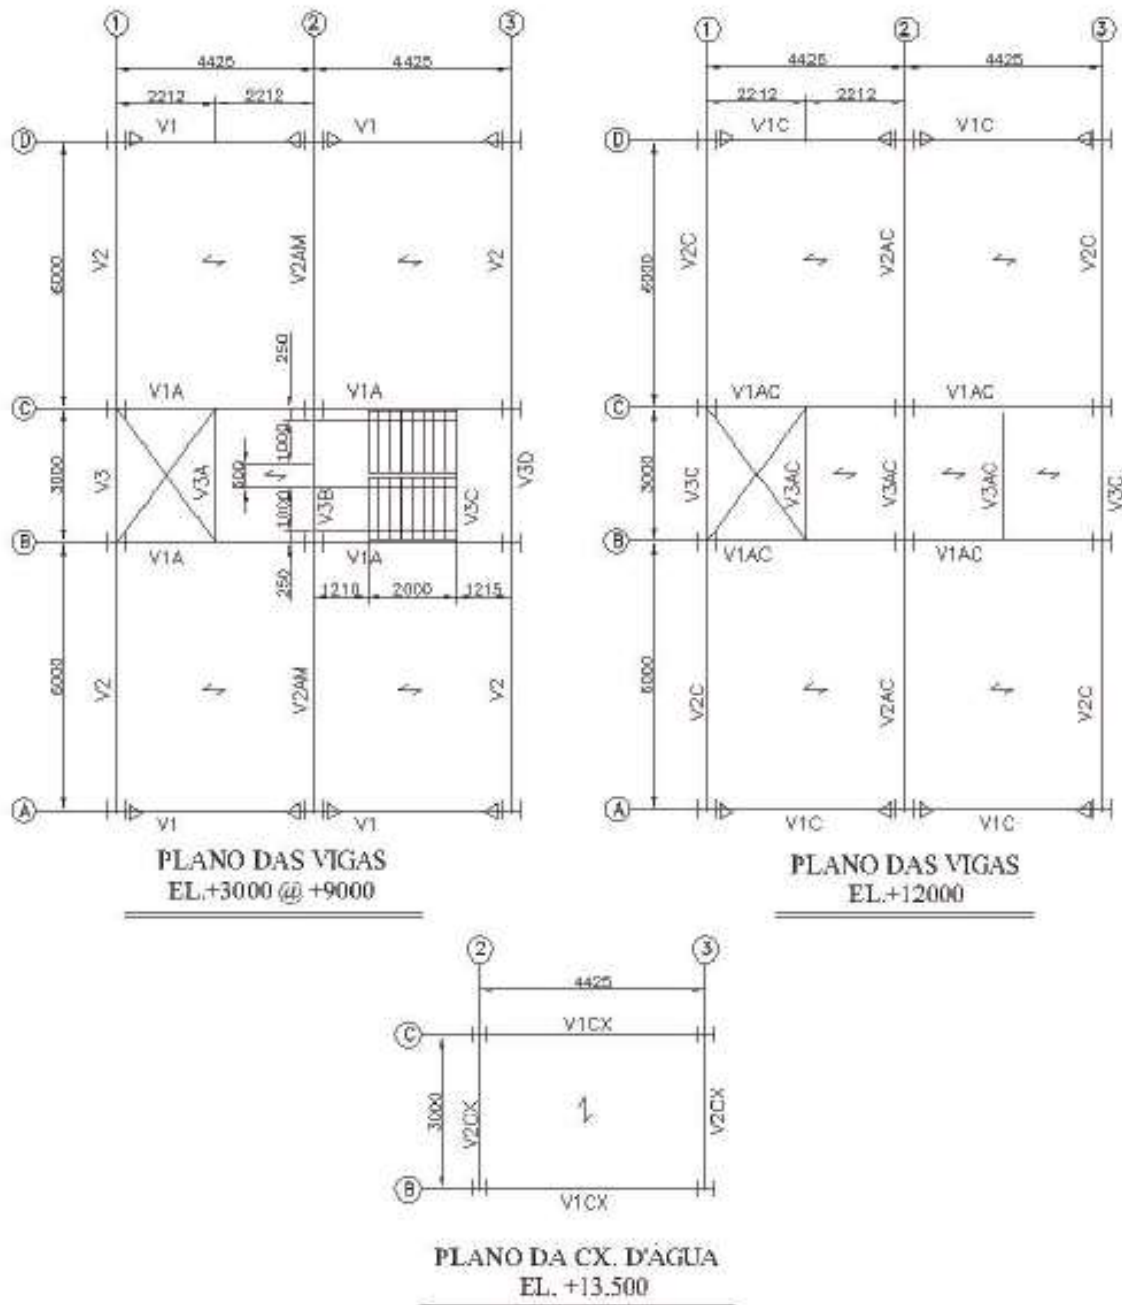 1
2
3
4425
4425
2212
2212
V1
V1
D
6000
V2
V2AM
V2
250
V1A
V1A
C
3000
V3
V3A
600
1000
1000
V3B
V3C
V3D
B
V1A
V1A
250
1210
2000
1215
6000
V2
V2AM
V2
A
V1
V1
PLANO DAS VIGAS
EL.+3000 @ +9000
1
2
3
4425
4425
2212
2212
V1C
V1C
D
6000
V2C
V2AC
V2C
V1AC
V1AC
C
3000
V3C
V3AC
V3AC
V3AC
V3C
B
V1AC
V1AC
6000
V2C
V2AC
V2C
A
V1C
V1C
PLANO DAS VIGAS
EL.+12000
2
3
4425
C
V1CX
3000
V2CX
V2CX
B
V1CX
PLANO DA CX. D'ÁGUA
EL. +13.500